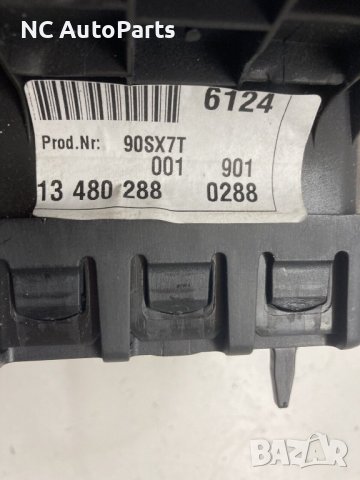 NC AutoParts
6124
Prod.Nr: 90SX7T
001 901
13 480 288 0288
BAZAR